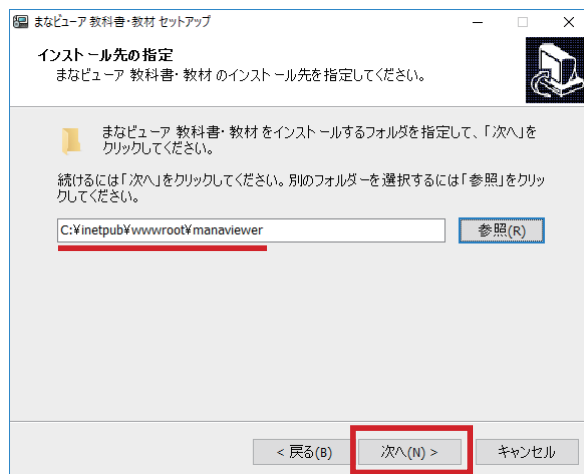 まなビューア 教科書・教材 セットアップ
インストール先の指定
まなビューア 教科書・教材 のインストール先を指定してください。
まなビューア 教科書・教材 をインストールするフォルダを指定して、「次へ」を
クリックしてください。
続けるには「次へ」をクリックしてください。別のフォルダーを選択するには「参照」をクリッ
クしてください。
C:¥inetpub¥wwwroot¥manaviewer
参照(R)
< 戻る(B)
次へ(N) >
キャンセル